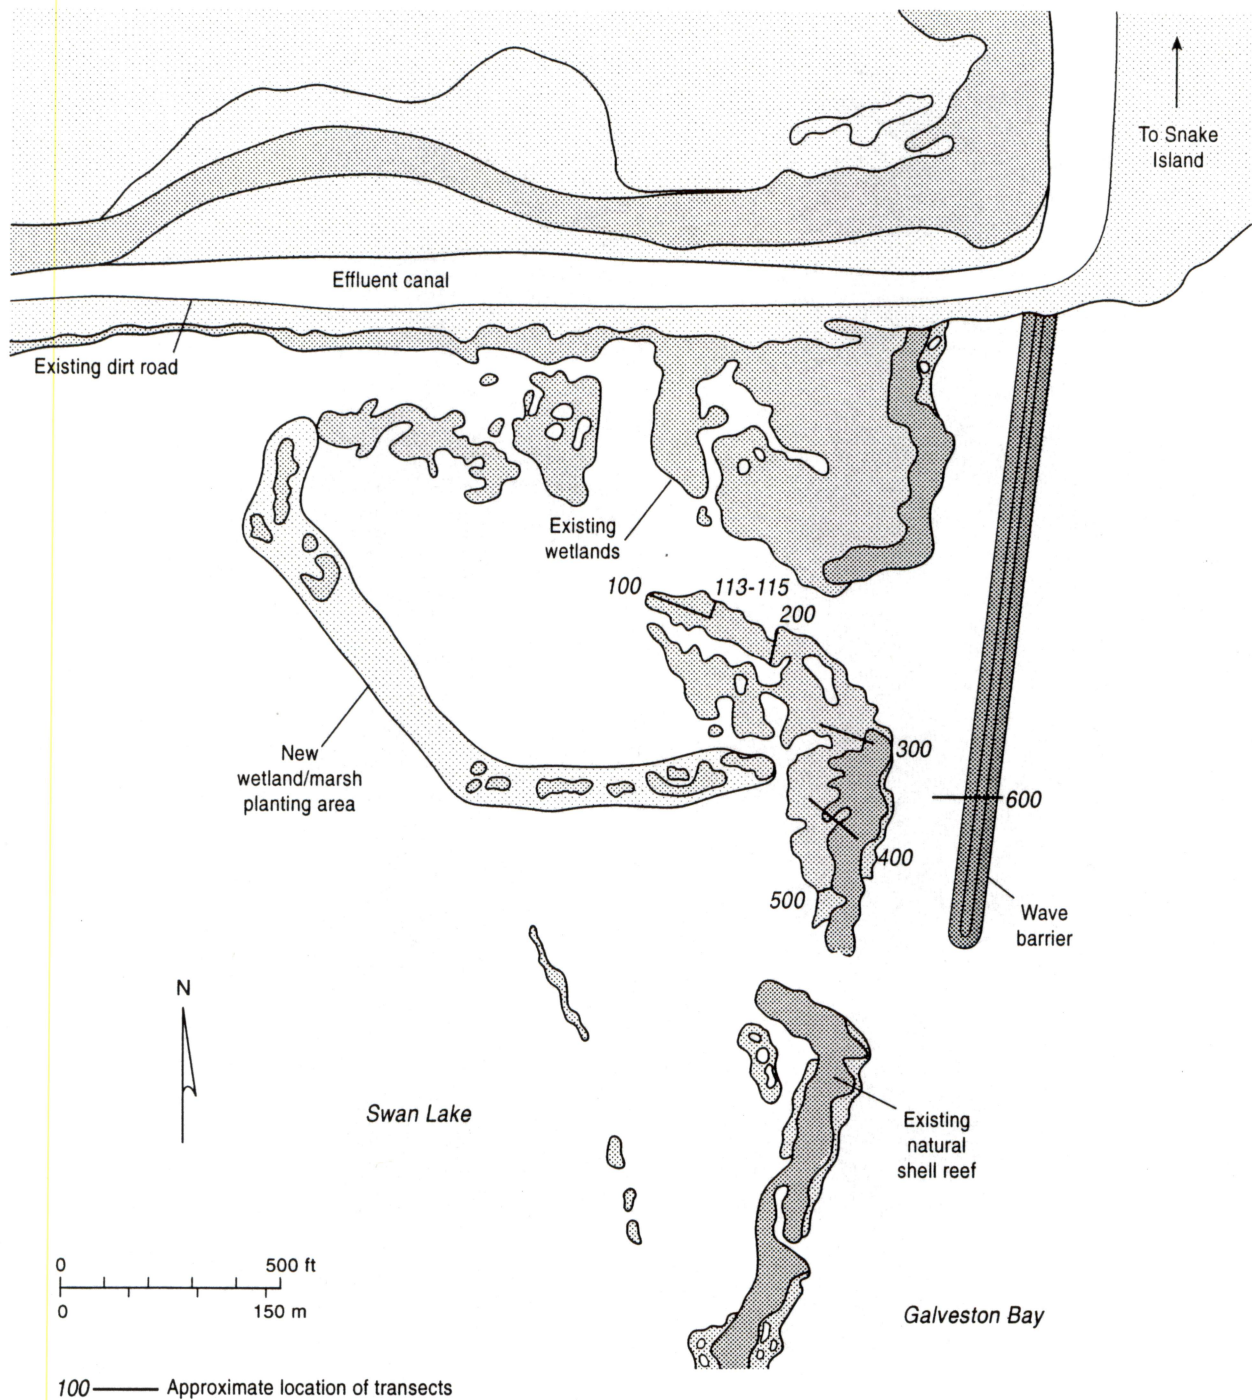 To Snake
Island
Effluent canal
Existing dirt road
Existing
wetlands
100
113-115
200
New
wetland/marsh
planting area
300
600
400
500
Wave
barrier
N
Swan Lake
Existing
natural
shell reef
0 500 ft
0 150 m
Galveston Bay
100 Approximate location of transects